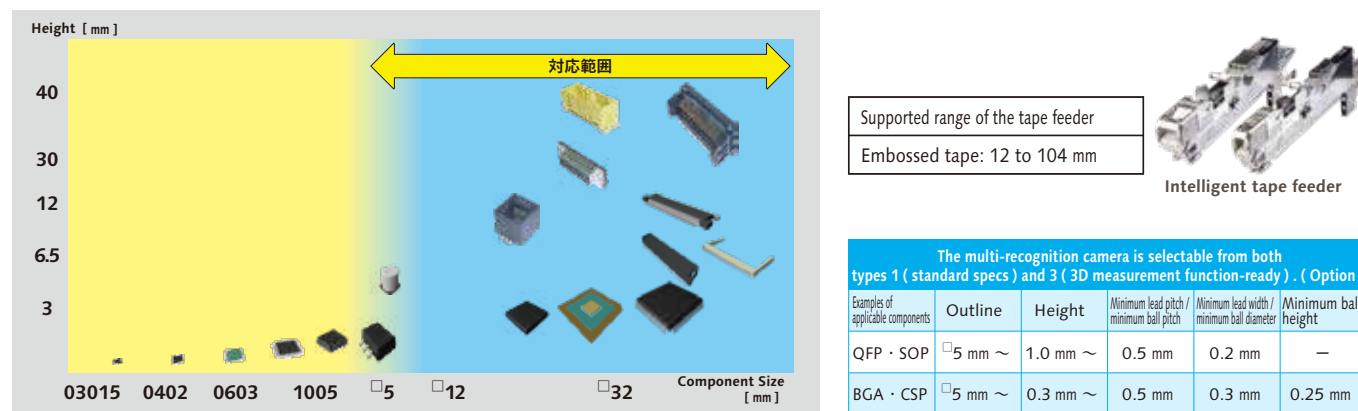 Height [ mm ]
対応範囲
40
30
12
6.5
3
03015 0402 0603 1005 □5 □12 □32 Component Size
[ mm ]
Supported range of the tape feeder
Embossed tape: 12 to 104 mm
Intelligent tape feeder
The multi-recognition camera is selectable from both
types 1 ( standard specs ) and 3 ( 3D measurement function-ready ) . ( Option
Examples of
applicable components
Outline
Height
Minimum lead pitch /
minimum ball pitch
Minimum lead width /
minimum ball diameter
Minimum bal
height
QFP・SOP □5 mm ～ 1.0 mm ～ 0.5 mm 0.2 mm −
BGA・CSP □5 mm ～ 0.3 mm ～ 0.5 mm 0.3 mm 0.25 mm